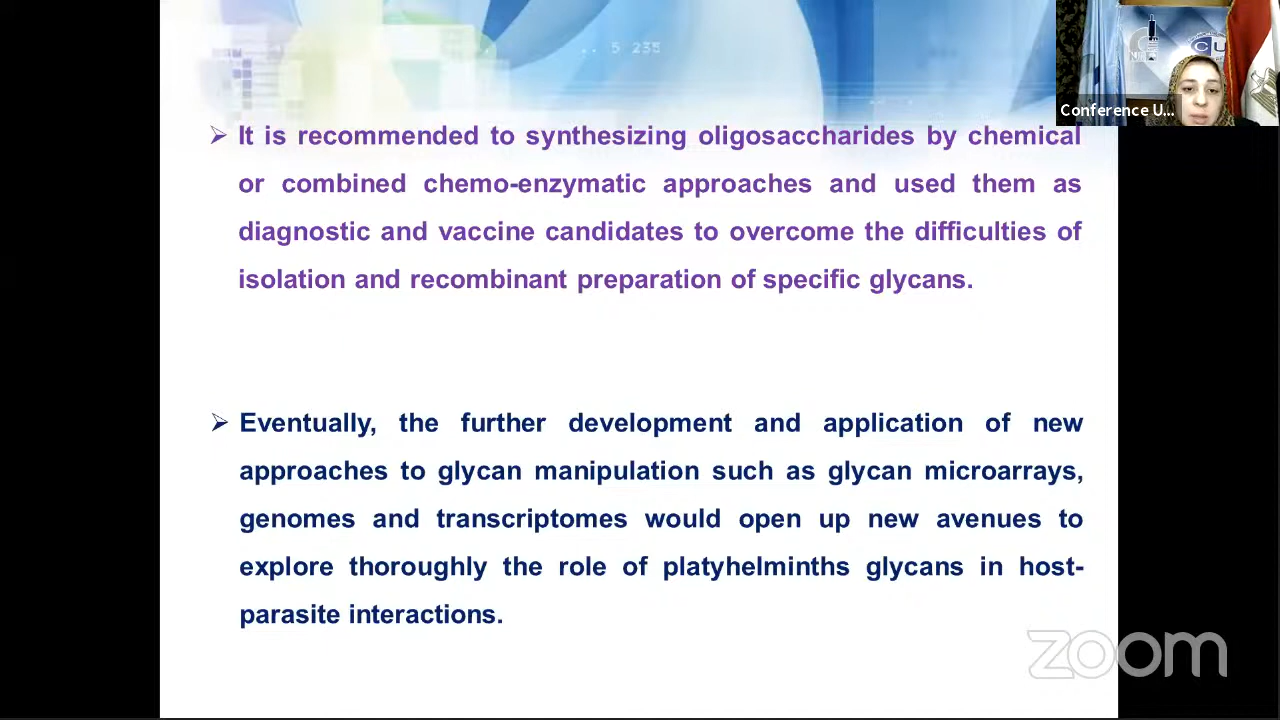 .. 5 235
Conference U...
➢ It is recommended to synthesizing oligosaccharides by chemical
or combined chemo-enzymatic approaches and used them as
diagnostic and vaccine candidates to overcome the difficulties of
isolation and recombinant preparation of specific glycans.
➢ Eventually, the further development and application of new
approaches to glycan manipulation such as glycan microarrays,
genomes and transcriptomes would open up new avenues to
explore thoroughly the role of platyhelminths glycans in host-
parasite interactions.
zoom